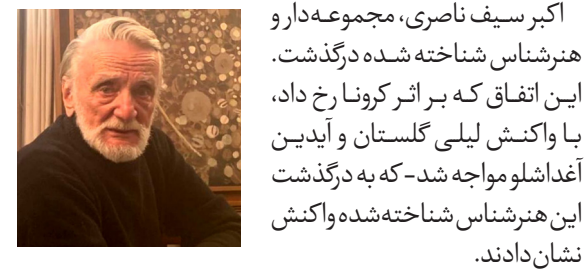 اکبر سیف ناصری، مجموعه‌دار و
هنرشناس شناخته شده درگذشت.
این اتفاق که بر اثر کرونا رخ داد،
با واکنش لیلی گلستان و آیدین
آغداشلو مواجه شد- که به درگذشت
این هنرشناس شناخته‌شده واکنش
نشان دادند.